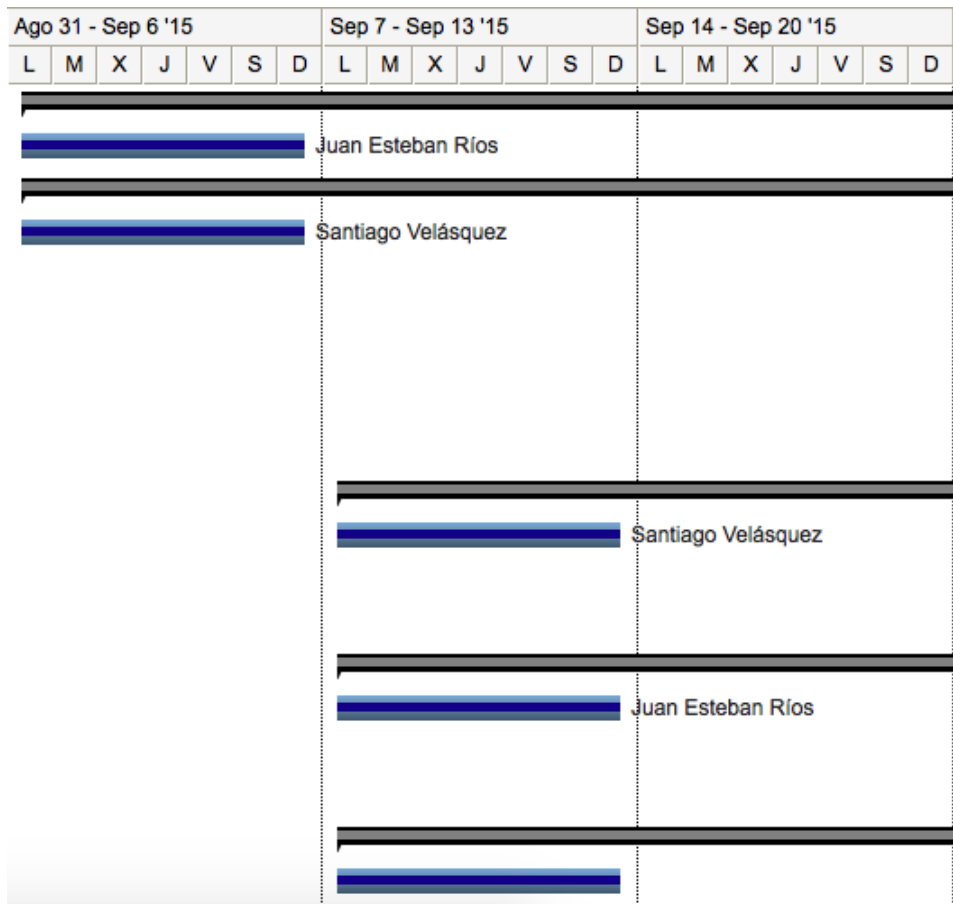 Ago 31 - Sep 6 '15 Sep 7 - Sep 13 '15 Sep 14 - Sep 20 '15
L M X J V S D L M X J V S D L M X J V S D
Juan Esteban Ríos
Santiago Velásquez
Santiago Velásquez
Juan Esteban Ríos